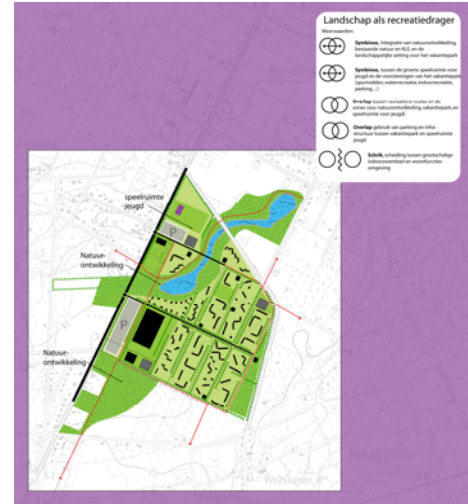 Landschap als recreatiedrager
Meerwaarden:
Symbiose, integratie van natuurontwikkeling,
bestaande natuur en KLE, en de
landschappelijke setting voor het vakantiepark
Symbiose, tussen de groene speelruimte voor
jeugd en de voorzieningen van het vakantiepark
(sportvelden, waterrecreatie, indoorrecreatie,
parking,...)
Overlap tussen recreatieve routes en de
zones voor natuurontwikkeling, vakantiepark, en
speelruimte voor jeugd)
Overlap gebruik van parking en infra-
structuur tussen vakantiepark en speelruimte
jeugd
Schrik, scheiding tussen grootschalige
indoorzwembad en woonfuncties
omgeving
speelruimte
jeugd
P
Natuur-
ontwikkeling
P
Natuur-
ontwikkeling